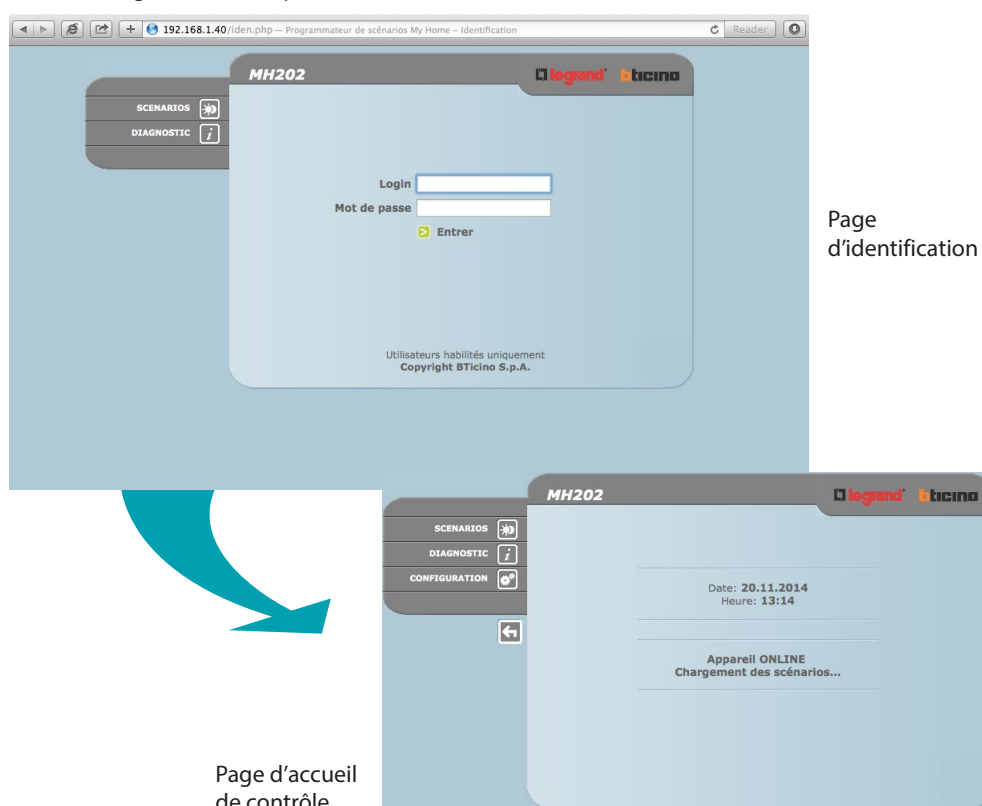 192.168.1.40/iden.php — Programmateur de scénarios My Home – Identification
Reader
MH202
legrand bticino
SCENARIOS
DIAGNOSTIC
Login
Mot de passe
Entrer
Utilisateurs habilités uniquement
Copyright BTicino S.p.A.
Page
d'identification
MH202
legrand bticino
SCENARIOS
DIAGNOSTIC
CONFIGURATION
Date: 20.11.2014
Heure: 13:14
Appareil ONLINE
Chargement des scénarios...
Page d'accueil
de contrôle